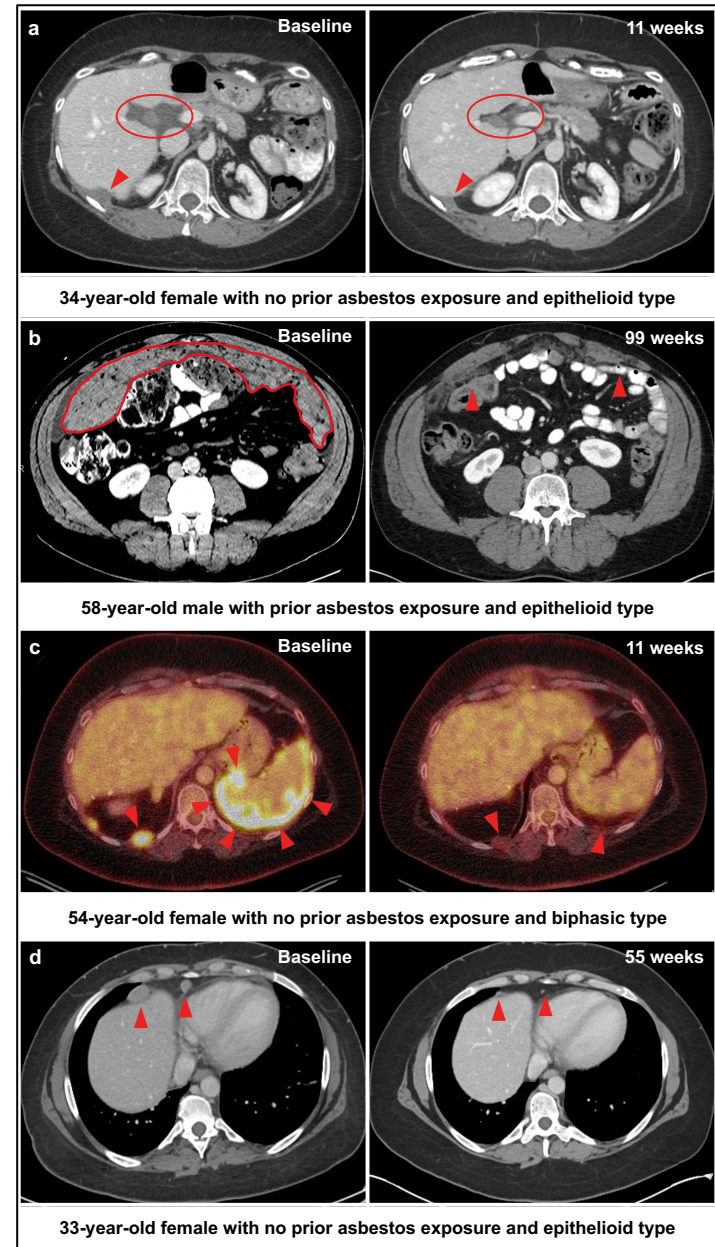 a Baseline 11 weeks
34-year-old female with no prior asbestos exposure and epithelioid type
b Baseline 99 weeks
R
58-year-old male with prior asbestos exposure and epithelioid type
c Baseline 11 weeks
54-year-old female with no prior asbestos exposure and biphasic type
d Baseline 55 weeks
33-year-old female with no prior asbestos exposure and epithelioid type